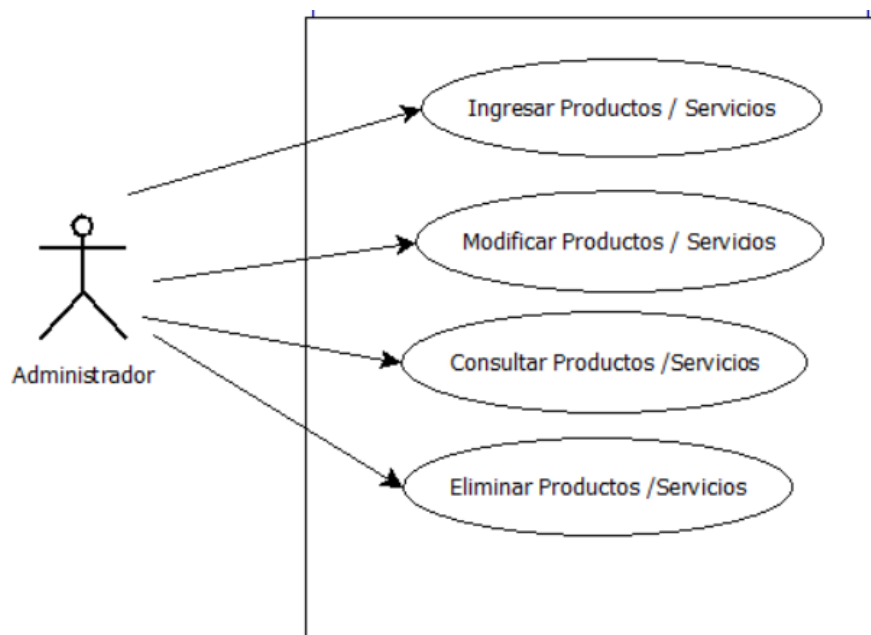 Ingresar Productos / Servicios
Modificar Productos / Servicios
Consultar Productos /Servicios
Administrador
Eliminar Productos /Servicios